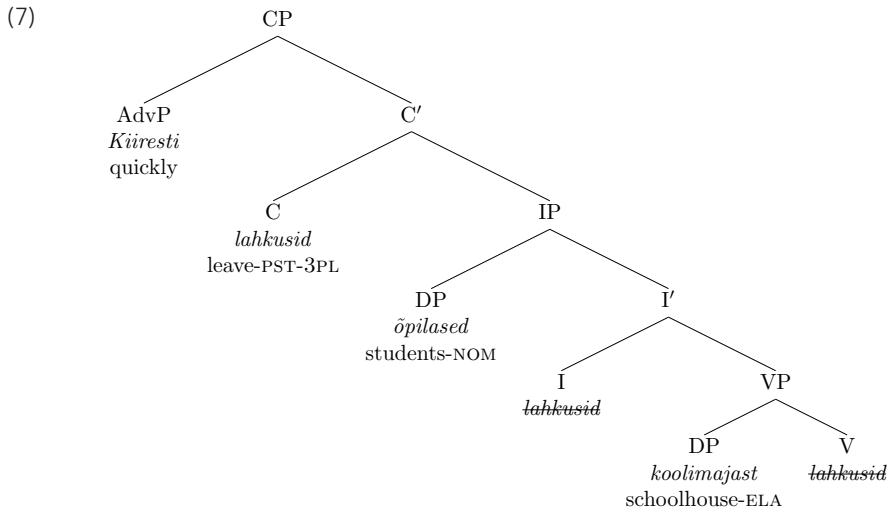 (7)
CP
AdvP
Kiiresti
quickly
C′
C
lahkusid
leave-PST-3PL
IP
DP
õpilased
students-NOM
I′
I
lahkusid
VP
DP
koolimajast
schoolhouse-ELA
V
lahkusid